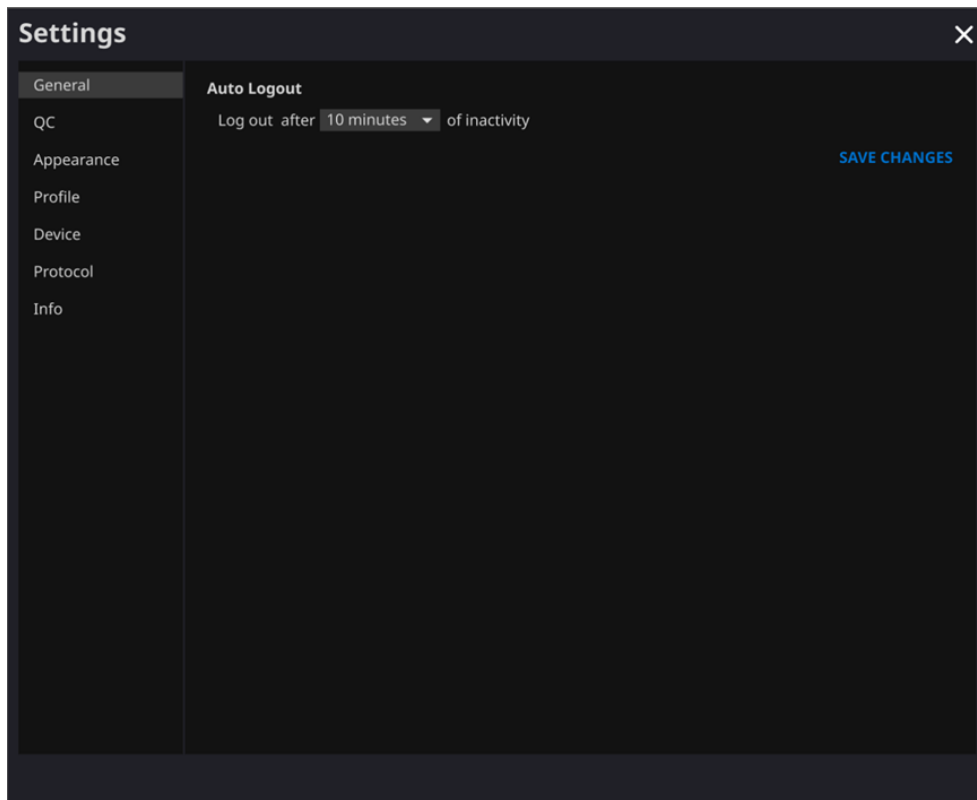 Settings
General
QC
Appearance
Profile
Device
Protocol
Info
Auto Logout
Log out after 10 minutes of inactivity
SAVE CHANGES